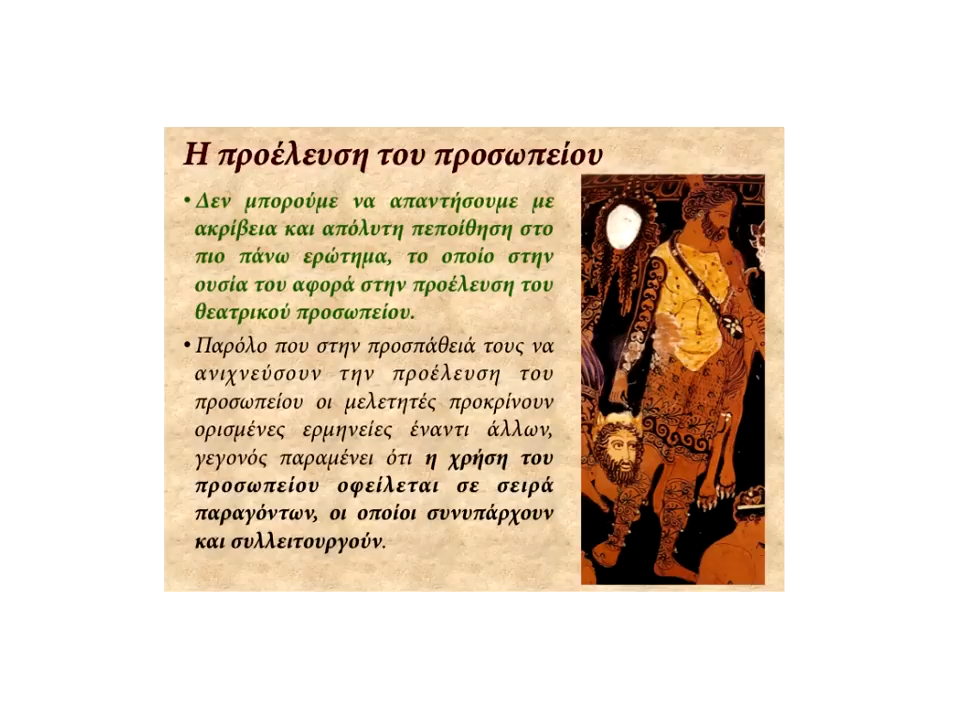 Η προέλευση του προσωπείου
• Δεν μπορούμε να απαντήσουμε με
ακρίβεια και απόλυτη πεποίθηση στο
πιο πάνω ερώτημα, το οποίο στην
ουσία του αφορά στην προέλευση του
θεατρικού προσωπείου.
• Παρόλο που στην προσπάθειά τους να
ανιχνεύσουν την προέλευση του
προσωπείου οι μελετητές προκρίνουν
ορισμένες ερμηνείες έναντι άλλων,
γεγονός παραμένει ότι η χρήση του
προσωπείου οφείλεται σε σειρά
παραγόντων, οι οποίοι συνυπάρχουν
και συλλειτουργούν.